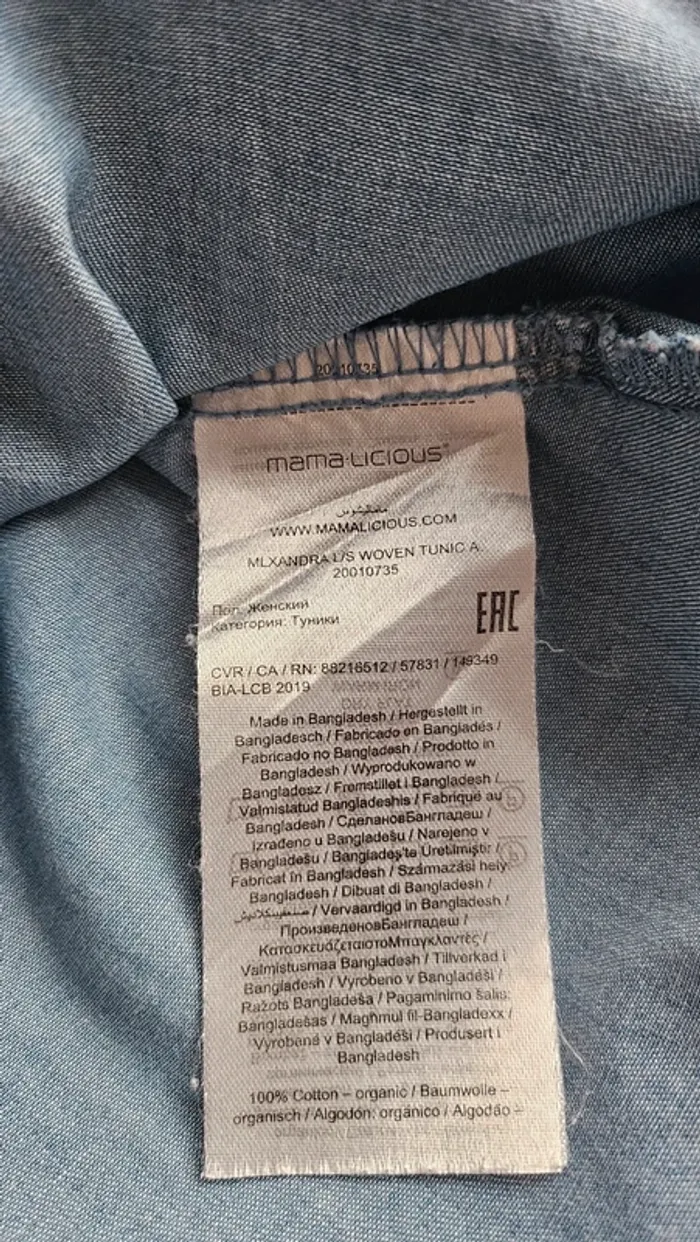 20010735
mama·licious®
ماماليشوس
WWW.MAMALICIOUS.COM
MLXANDRA L/S WOVEN TUNIC A.
20010735
Пол: Женский
Категория: Туники
EAC
CVR / CA / RN: 88216512 / 57831 / 149349
BIA-LCB 2019
Made in Bangladesh / Hergestellt in
Bangladesch / Fabricado en Bangladés /
Fabricado no Bangladesh / Prodotto in
Bangladesh / Wyprodukowano w
Bangladesz / Fremstillet i Bangladesh /
Valmistatud Bangladeshis / Fabriqué au
Bangladesh / СделановБангладеш /
Izrađeno u Bangladešu / Narejeno v
Bangladešu / Bangladeş'te Üretilmiştir /
Fabricat în Bangladesh / Származási hely:
Bangladesh / Dibuat di Bangladesh /
/ Vervaardigd in Bangladesh /
ПроизведеновБангладеш /
ΚατασκευάζεταιστοΜπαγκλαντές /
Valmistusmaa Bangladesh / Tillverkad i
Bangladesh / Vyrobeno v Bangladéši /
Ražots Bangladeša / Pagaminimo šalis:
Bangladešas / Magħmul fil-Bangladexx /
Vyrobené v Bangladéši / Produsert i
Bangladesh
100% Cotton – organic / Baumwolle –
organisch / Algodón: orgánico / Algodão –